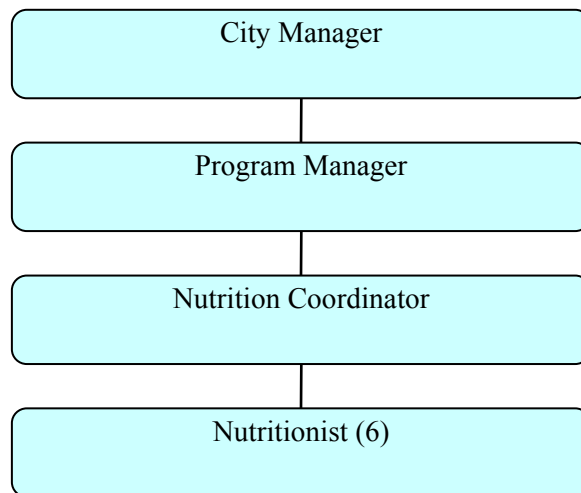 City Manager
Program Manager
Nutrition Coordinator
Nutritionist (6)